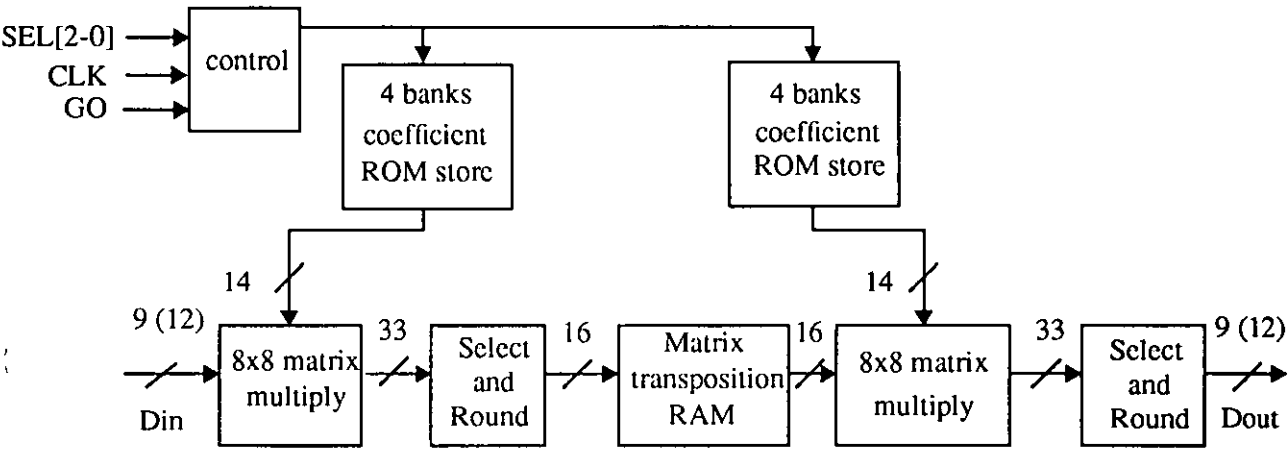 SEL[2-0]
CLK
GO
control
4 banks
coefficient
ROM store
4 banks
coefficient
ROM store
14
14
9 (12)
Din
8x8 matrix
multiply
33
Select
and
Round
16
Matrix
transposition
RAM
16
8x8 matrix
multiply
33
Select
and
Round
9 (12)
Dout